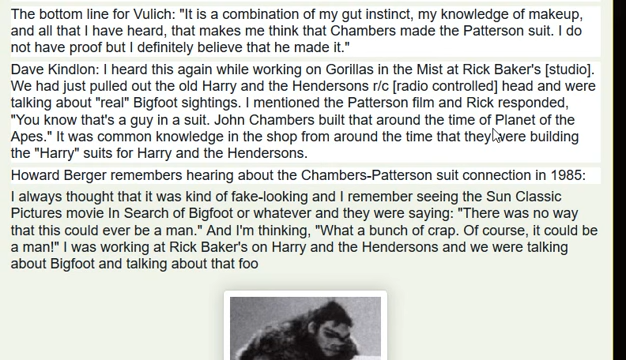 The bottom line for Vulich: "It is a combination of my gut instinct, my knowledge of makeup,
and all that I have heard, that makes me think that Chambers made the Patterson suit. I do
not have proof but I definitely believe that he made it."
Dave Kindlon: I heard this again while working on Gorillas in the Mist at Rick Baker's [studio].
We had just pulled out the old Harry and the Hendersons r/c [radio controlled] head and were
talking about "real" Bigfoot sightings. I mentioned the Patterson film and Rick responded,
"You know that's a guy in a suit. John Chambers built that around the time of Planet of the
Apes." It was common knowledge in the shop from around the time that they were building
the "Harry" suits for Harry and the Hendersons.
Howard Berger remembers hearing about the Chambers-Patterson suit connection in 1985:
I always thought that it was kind of fake-looking and I remember seeing the Sun Classic
Pictures movie In Search of Bigfoot or whatever and they were saying: "There was no way
that this could ever be a man." And I'm thinking, "What a bunch of crap. Of course, it could be
a man!" I was working at Rick Baker's on Harry and the Hendersons and we were talking
about Bigfoot and talking about that foo